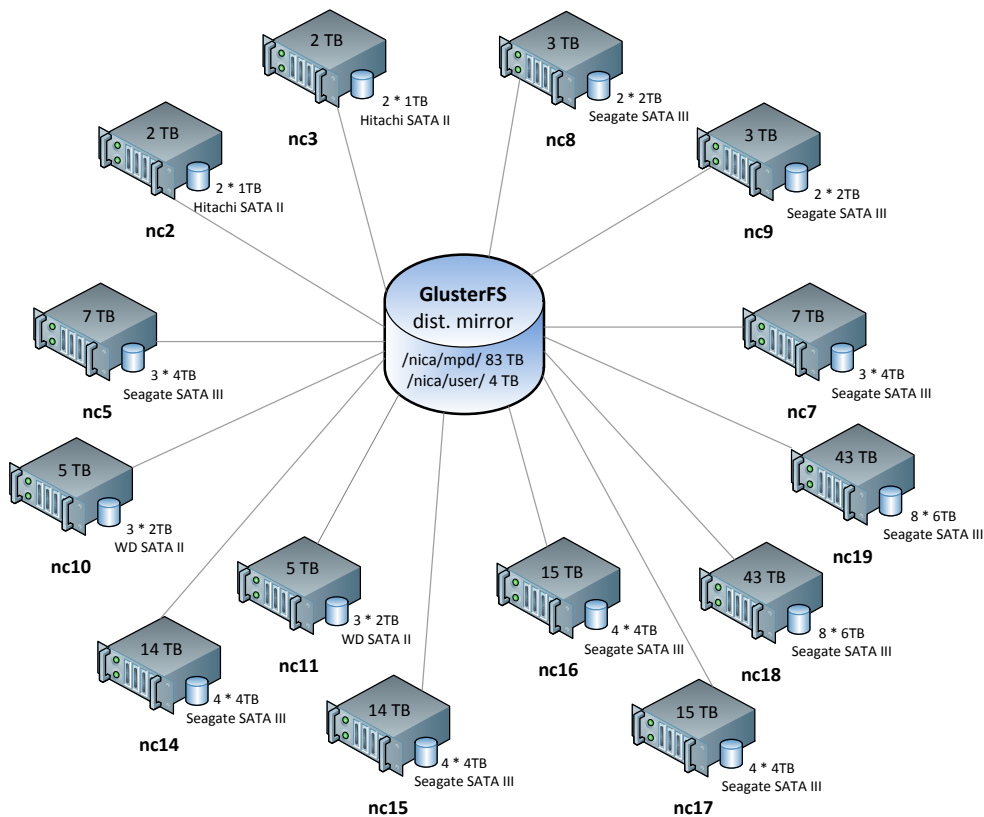 2 TB
2 * 1TB
Hitachi SATA II
nc3
3 TB
2 * 2TB
Seagate SATA III
nc8
2 TB
2 * 1TB
Hitachi SATA II
nc2
3 TB
2 * 2TB
Seagate SATA III
nc9
GlusterFS
dist. mirror
/nica/mpd/ 83 TB
/nica/user/ 4 TB
7 TB
3 * 4TB
Seagate SATA III
nc5
7 TB
3 * 4TB
Seagate SATA III
nc7
5 TB
3 * 2TB
WD SATA II
nc10
43 TB
8 * 6TB
Seagate SATA III
nc19
5 TB
3 * 2TB
WD SATA II
nc11
15 TB
4 * 4TB
Seagate SATA III
nc16
43 TB
8 * 6TB
Seagate SATA III
nc18
14 TB
4 * 4TB
Seagate SATA III
nc14
14 TB
4 * 4TB
Seagate SATA III
nc15
15 TB
4 * 4TB
Seagate SATA III
nc17